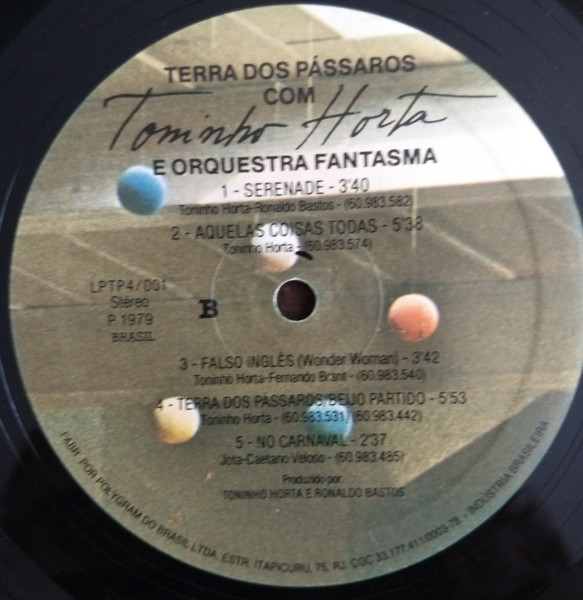 TERRA DOS PÁSSAROS
COM
Toninho Horta
E ORQUESTRA FANTASMA
1 - SERENADE - 3'40
Toninho Horta-Ronaldo Bastos - (60.983.582)
2 - AQUELAS COISAS TODAS - 5'38
Toninho Horta - (60.983.574)
LPTP4/001
Stéreo
P 1979
BRASIL
B
3 - FALSO INGLÊS (Wonder Woman) - 3'42
Toninho Horta-Fernando Brant - (60.983.540)
4 - TERRA DOS PÁSSAROS/BEIJO PARTIDO - 5'53
Toninho Horta - (60.983.531) (60.983.442)
5 - NO CARNAVAL - 2'37
Jota-Caetano Veloso - (60.983.485)
Produzido por:
TONINHO HORTA E RONALDO BASTOS
FABR. POR POLYGRAM DO BRASIL LTDA. ESTR. ITAPICURU, 75, RJ. CGC 33.177.411/0003-78 - INDÚSTRIA BRASILEIRA